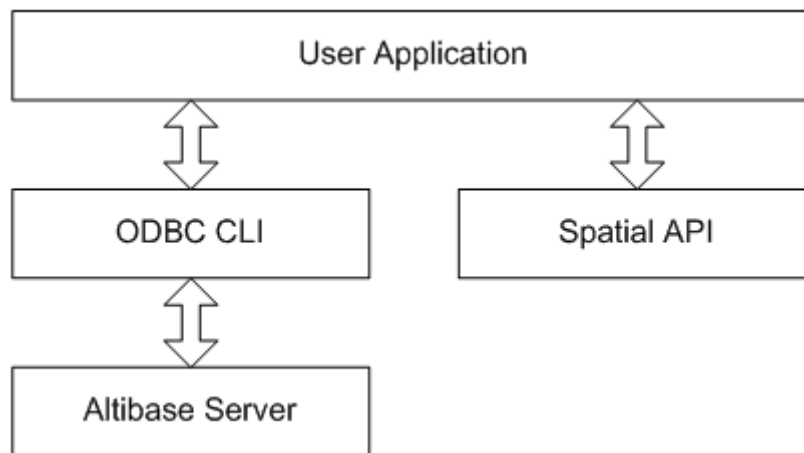 User Application
ODBC CLI
Spatial API
Altibase Server